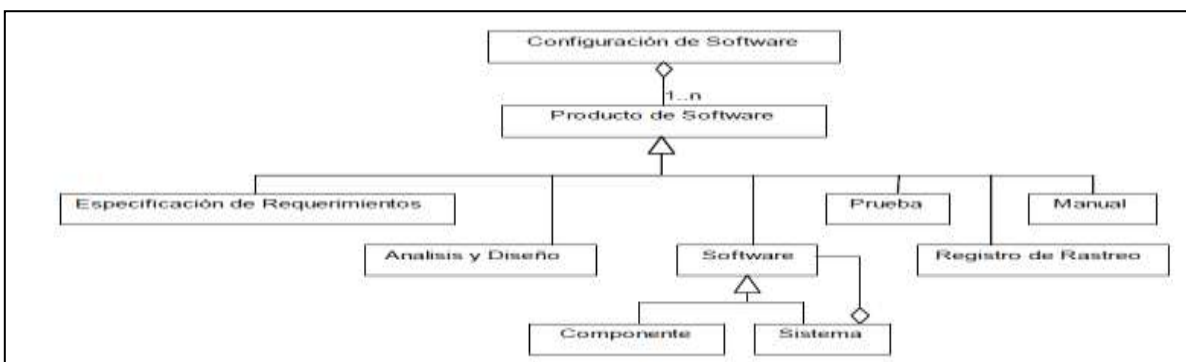 Configuración de Software
1..n
Producto de Software
Especificación de Requerimientos
Prueba
Manual
Analisis y Diseño
Software
Registro de Rastreo
Componente
Sistema